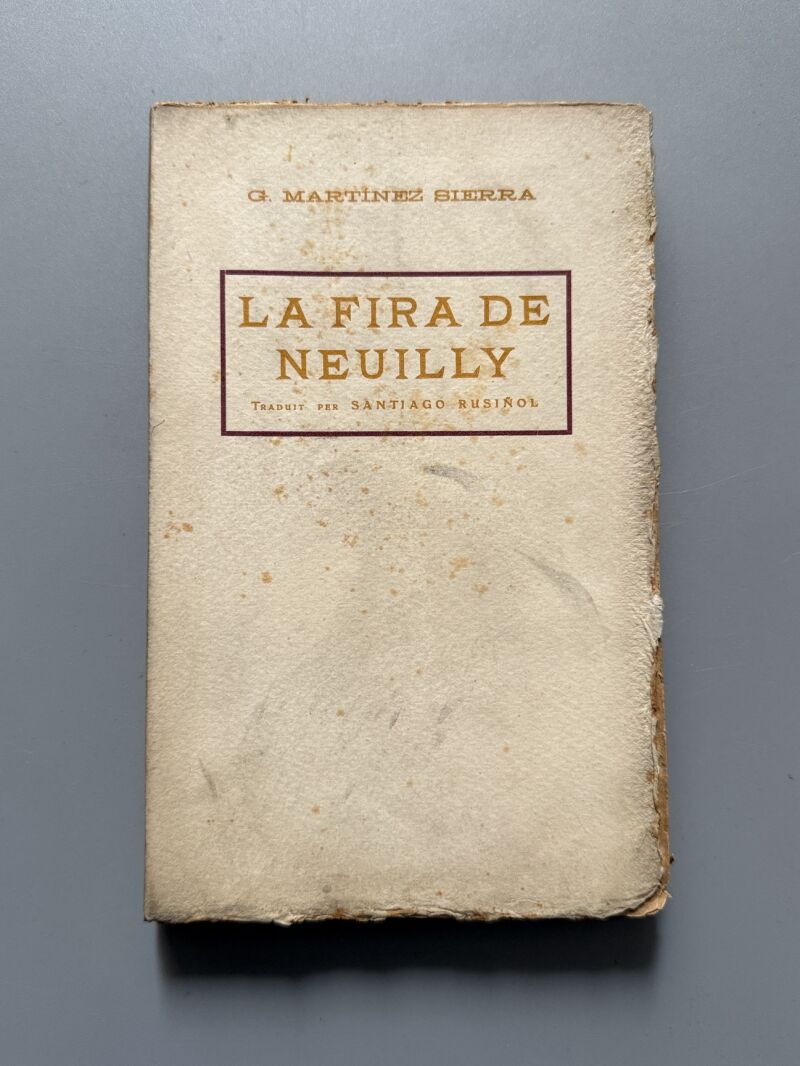 G. MARTÍNEZ SIERRA
LA FIRA DE
NEUILLY
TRADUIT PER SANTIAGO RUSIÑOL